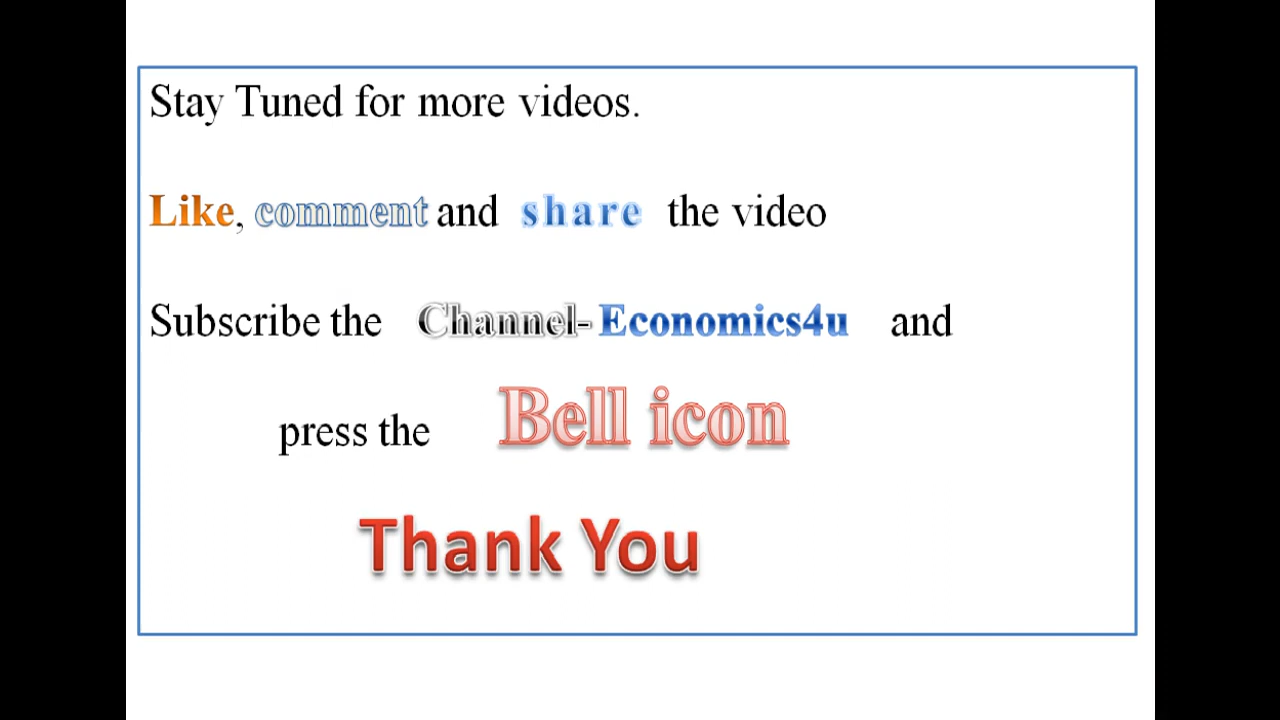 Stay Tuned for more videos.
Like, comment and share the video
Subscribe the Channel- Economics4u and
press the Bell icon
Thank You